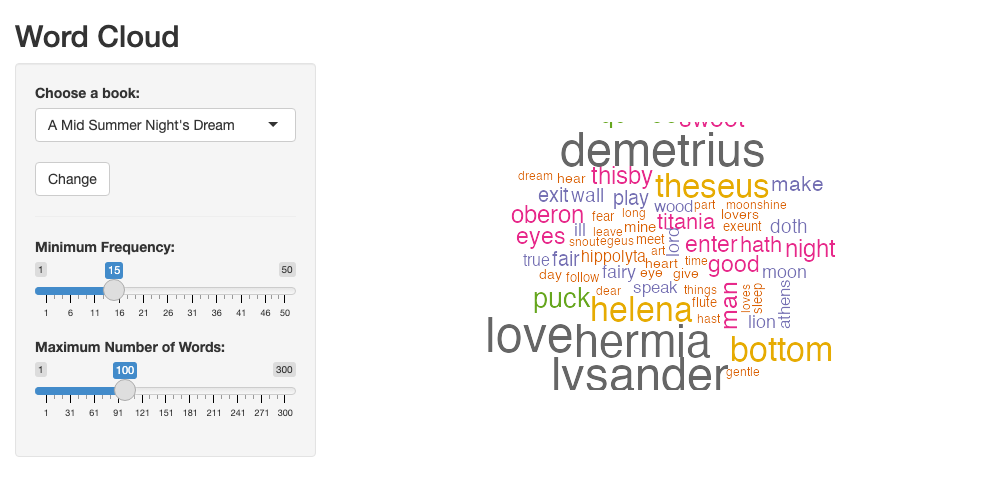 Word Cloud
Choose a book:
A Mid Summer Night's Dream
Change
Minimum Frequency:
1 15 50
1 6 11 16 21 26 31 36 41 46 50
Maximum Number of Words:
1 100 300
1 31 61 91 121 151 181 211 241 271 300
sweet
demetrius
dream hear thisby theseus make
exit wall play wood part moonshine
oberon fear long mine titania lovers
eyes ill leave lord exeunt doth
snout egeus meet enter hath night
true fair hippolyta art heart time good moon
day follow fairy eye give
dear speak things man loves sleep athens
puck helena flute
hast lion
love hermia bottom
lysander gentle